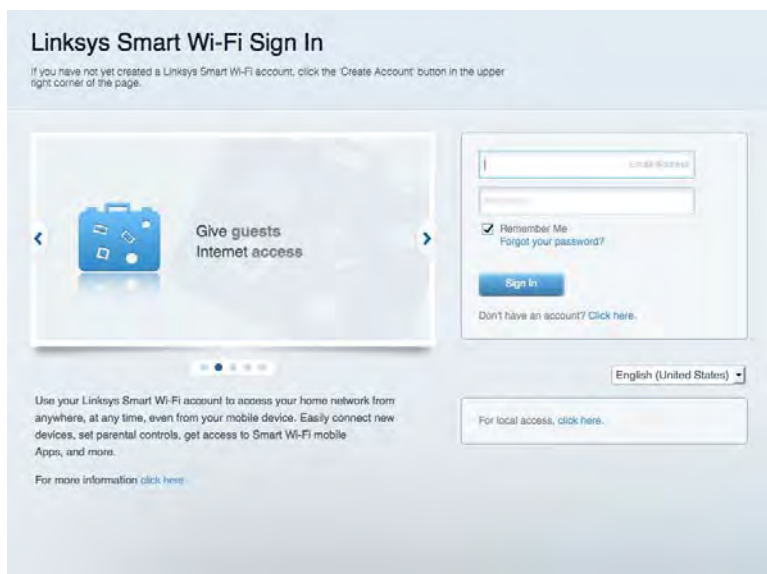 Linksys Smart Wi-Fi Sign In
If you have not yet created a Linksys Smart Wi-Fi account, click the 'Create Account' button in the upper
right corner of the page.
Give guests
Internet access
Email Address
Remember Me
Forgot your password?
Sign In
Don't have an account? Click here.
English (United States)
Use your Linksys Smart Wi-Fi account to access your home network from
anywhere, at any time, even from your mobile device. Easily connect new
devices, set parental controls, get access to Smart Wi-Fi mobile
Apps, and more.
For more information click here
For local access, click here.